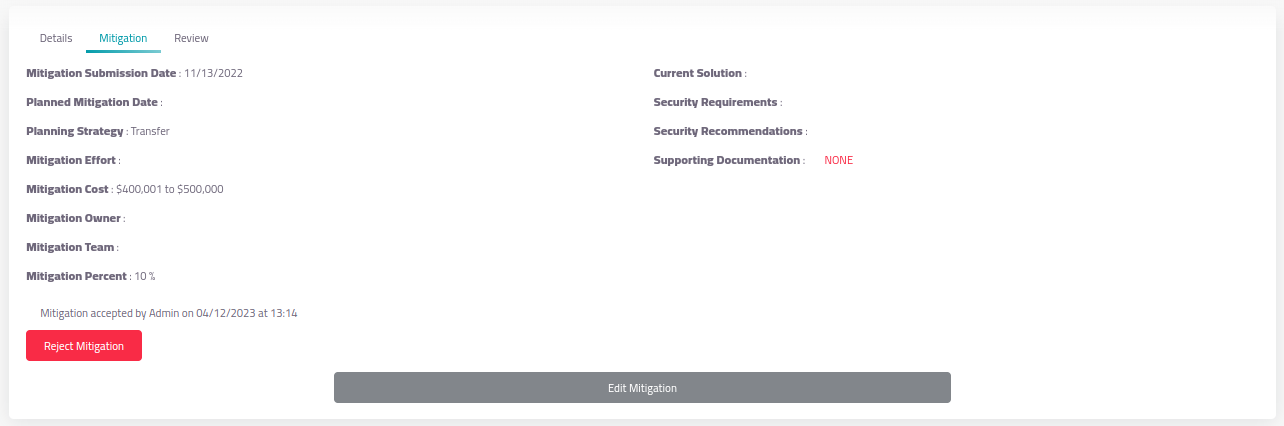 Details Mitigation Review
Mitigation Submission Date : 11/13/2022
Planned Mitigation Date :
Planning Strategy : Transfer
Mitigation Effort :
Mitigation Cost : $400,001 to $500,000
Mitigation Owner :
Mitigation Team :
Mitigation Percent : 10 %
Current Solution :
Security Requirements :
Security Recommendations :
Supporting Documentation : NONE
Mitigation accepted by Admin on 04/12/2023 at 13:14
Reject Mitigation
Edit Mitigation